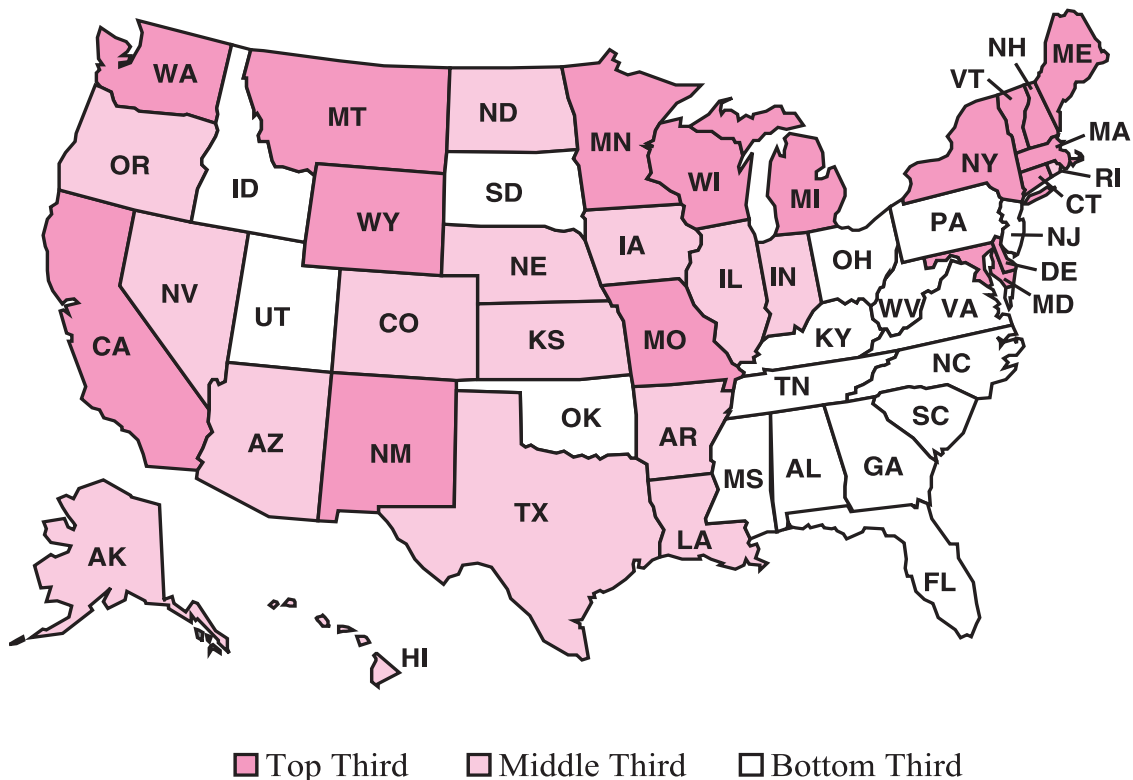 ME
NH
VT
WA
MT
ND
MN
MA
OR
NY
RI
ID
SD
WI
MI
CT
WY
PA
NJ
IA
NE
OH
DE
NV
IL
IN
MD
UT
CO
WV
VA
KS
KY
CA
MO
NC
TN
OK
SC
AZ
NM
AR
MS
AL
GA
TX
LA
AK
FL
HI
Top Third Middle Third Bottom Third